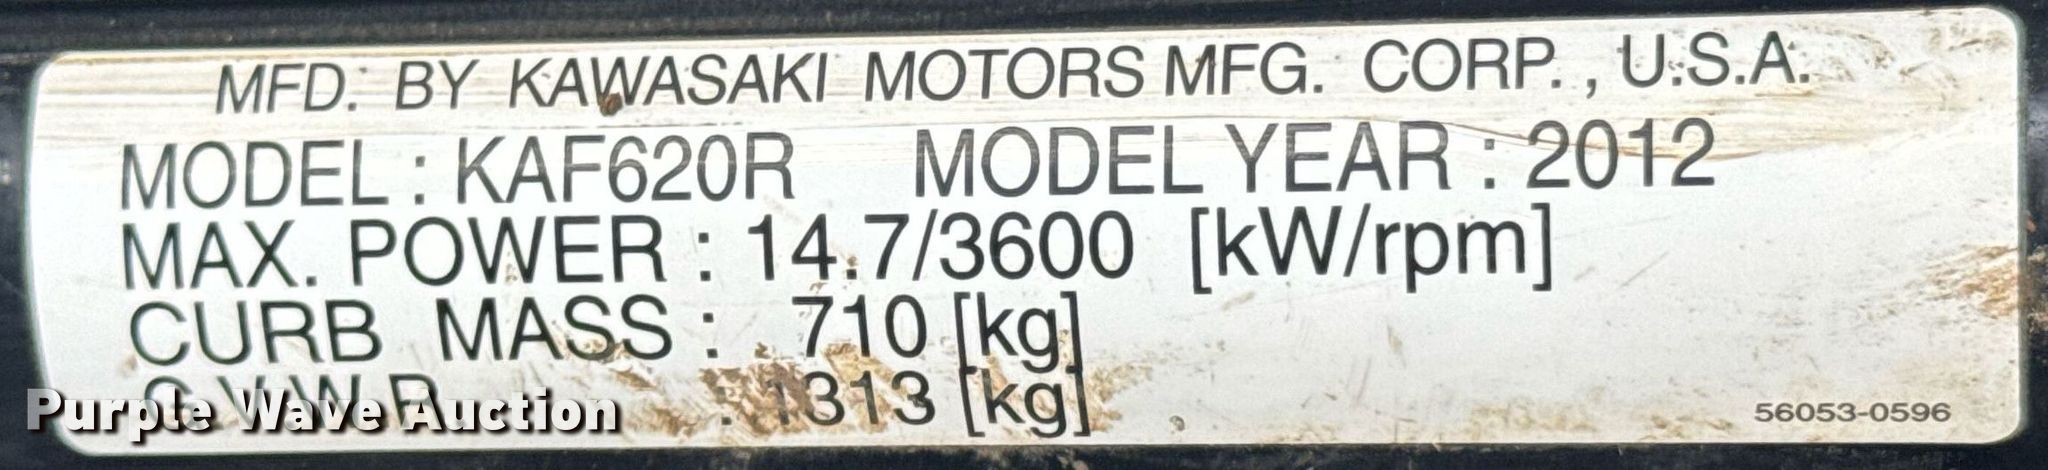 MFD. BY KAWASAKI MOTORS MFG. CORP., U.S.A.
MODEL : KAF620R MODEL YEAR : 2012
MAX. POWER : 14.7/3600 [kW/rpm]
CURB MASS : 710 [kg]
G.V.W.R. : 1313 [kg]
Purple Wave Auction
56053-0596